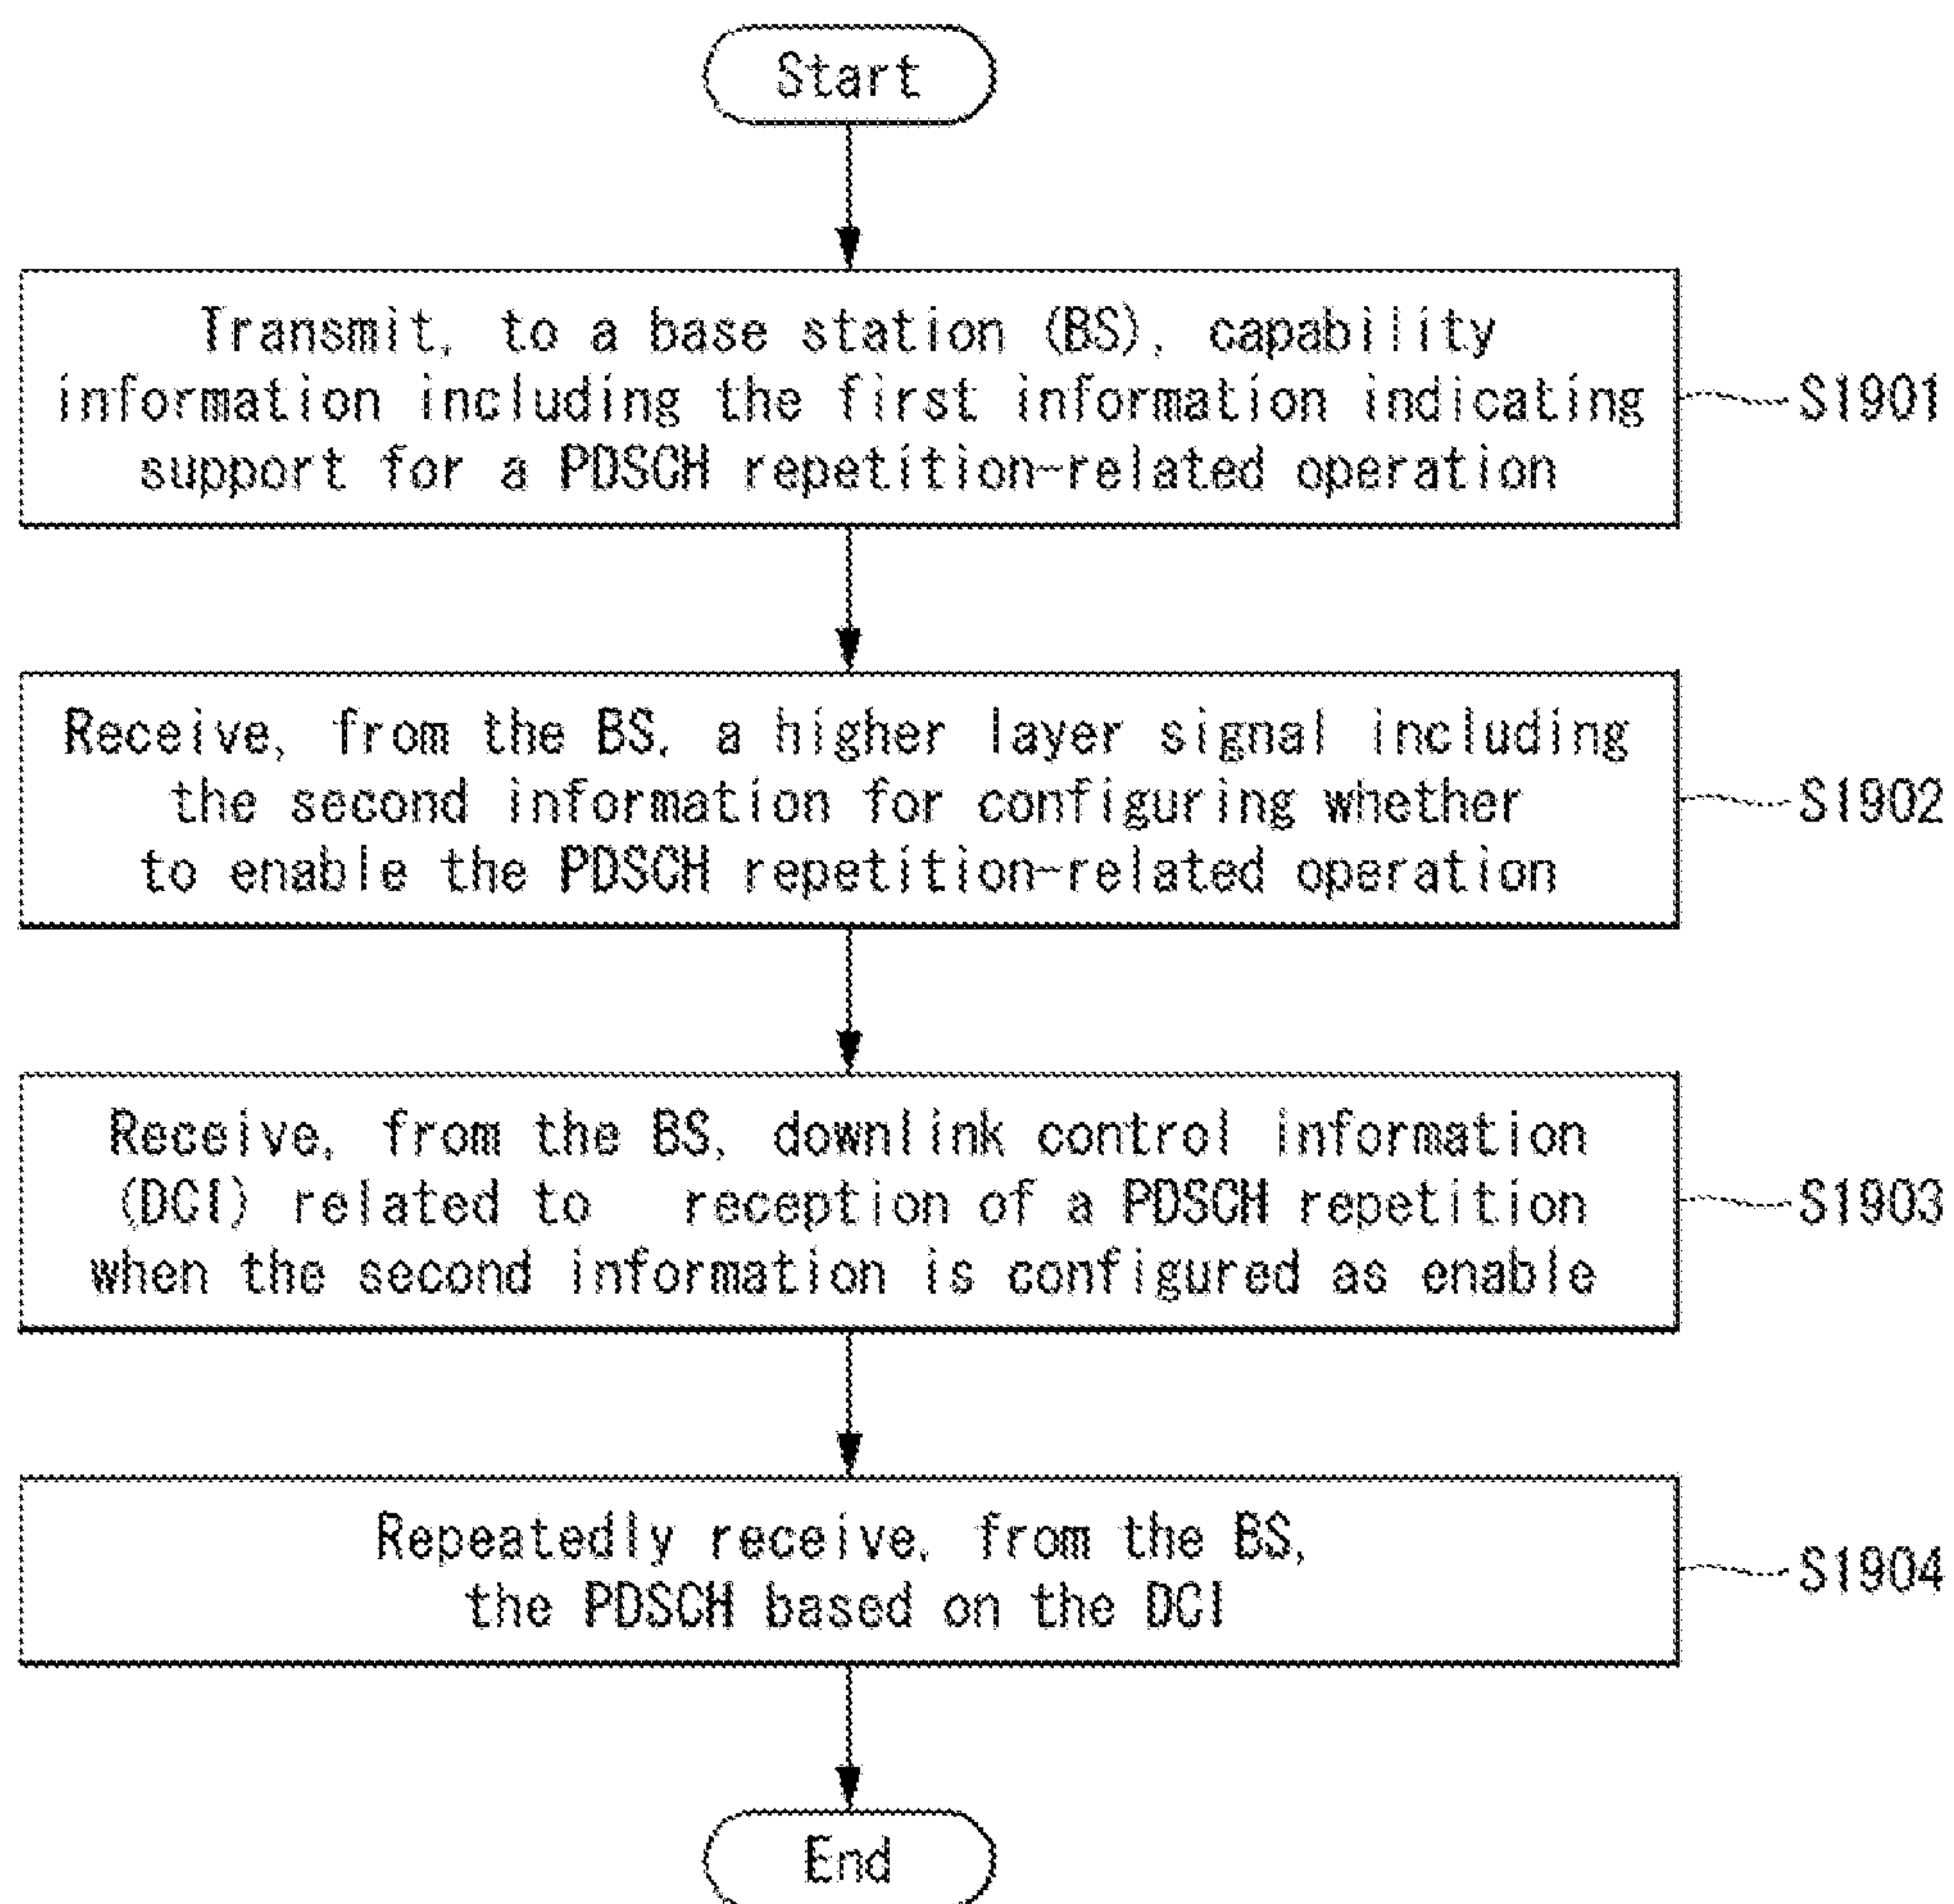 Start
Transmit, to a base station (BS), capability
information including the first information indicating
support for a PDSCH repetition-related operation
S1901
Receive, from the BS, a higher layer signal including
the second information for configuring whether
to enable the PDSCH repetition-related operation
S1902
Receive, from the BS, downlink control information
(DCI) related to reception of a PDSCH repetition
when the second information is configured as enable
S1903
Repeatedly receive, from the BS,
the PDSCH based on the DCI
S1904
End